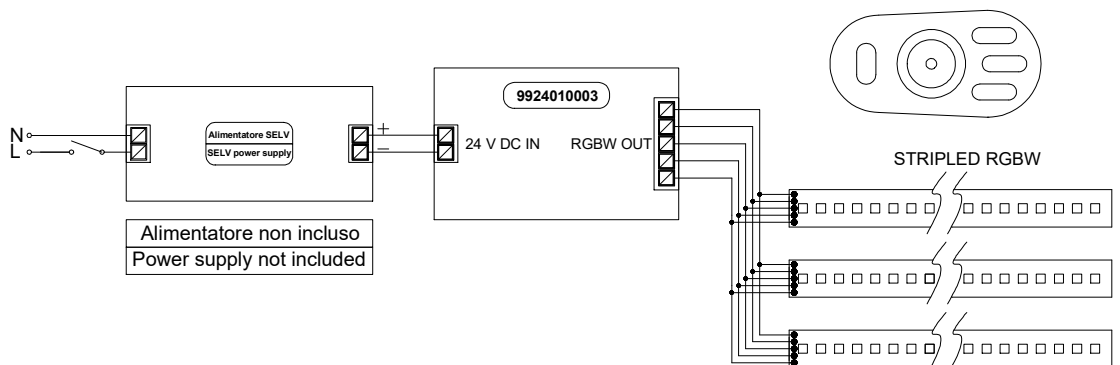 9924010003
N
L
Alimentatore SELV
SELV power supply
+
−
24 V DC IN
RGBW OUT
STRIPLED RGBW
Alimentatore non incluso
Power supply not included